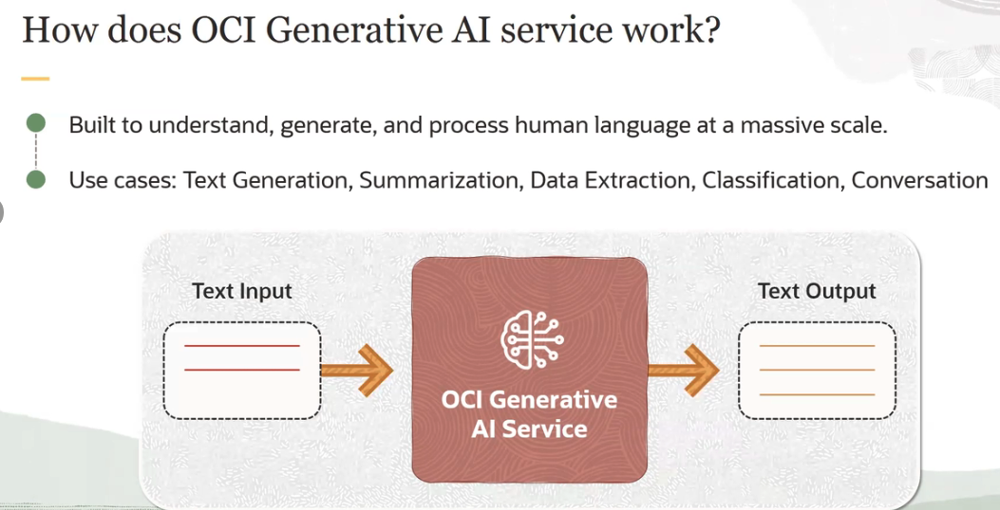 How does OCI Generative AI service work?
Built to understand, generate, and process human language at a massive scale.
Use cases: Text Generation, Summarization, Data Extraction, Classification, Conversation
Text Input
Text Output
OCI Generative
AI Service